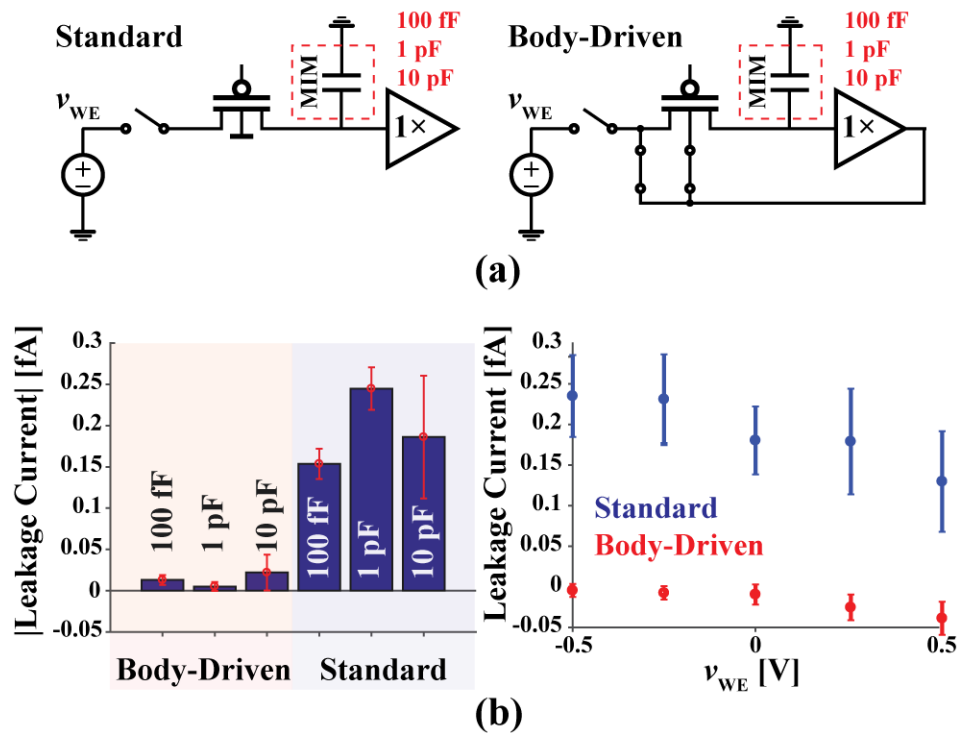 Standard
v_WE
+
−
MIM
100 fF
1 pF
10 pF
1×
Body-Driven
v_WE
+
−
MIM
100 fF
1 pF
10 pF
1×
(a)
|Leakage Current| [fA]
0.3
0.25
0.2
0.15
0.1
0.05
0
-0.05
100 fF
1 pF
10 pF
100 fF
1 pF
10 pF
Body-Driven
Standard
Leakage Current [fA]
0.3
0.25
0.2
0.15
0.1
0.05
0
-0.05
Standard
Body-Driven
-0.5
0
0.5
v_WE [V]
(b)